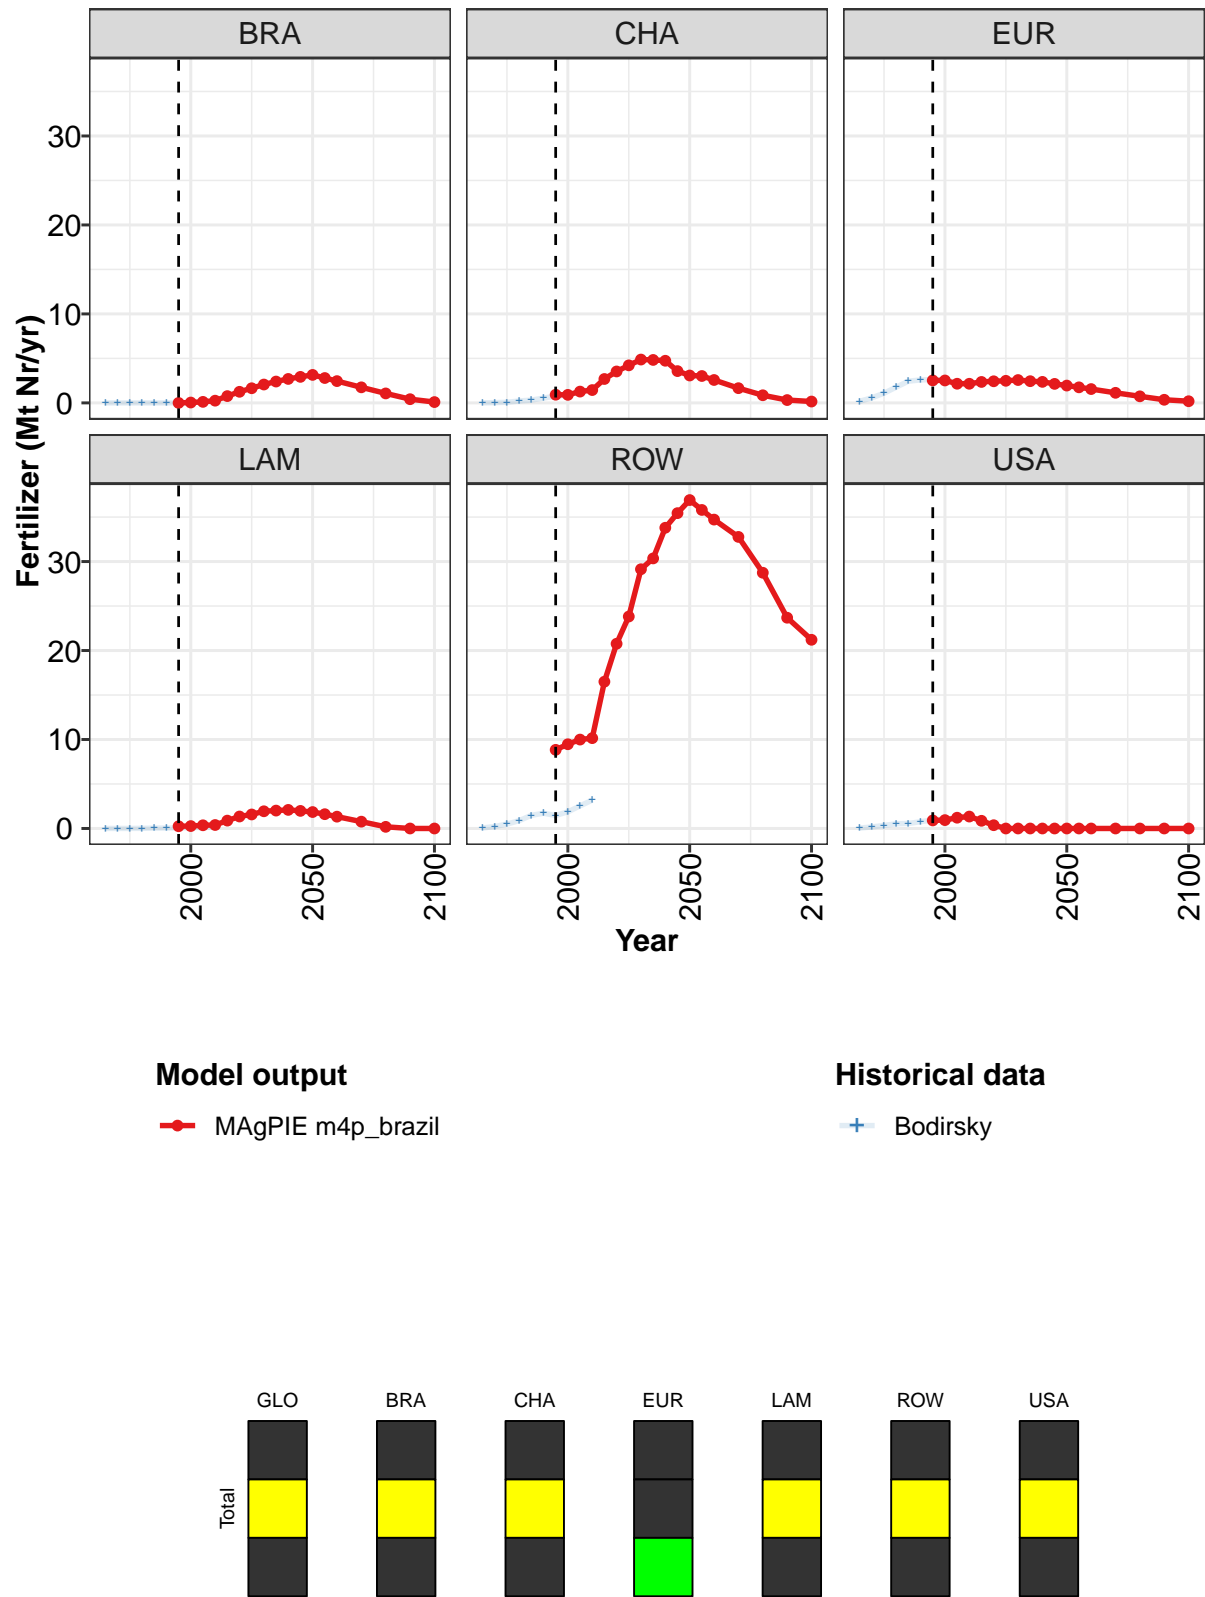 BRA CHA EUR
30
20
10
0
LAM ROW USA
30
20
10
0
Fertilizer (Mt Nr/yr)
2000 2050 2100 2000 2050 2100 2000 2050 2100
Year
Model output Historical data
MAgPIE m4p_brazil Bodirsky
GLO BRA CHA EUR LAM ROW USA
Total